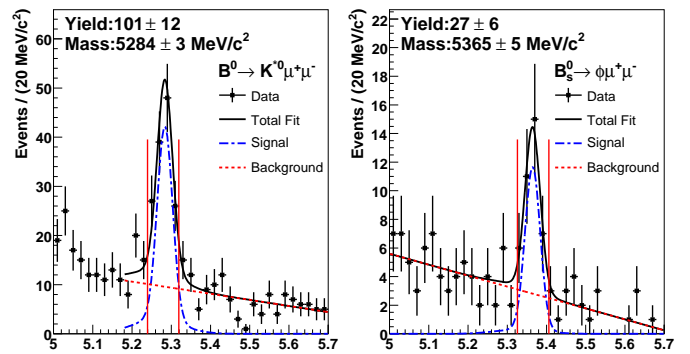 Yield:101± 12
Mass:5284 ± 3 MeV/c²
B⁰→ K*⁰μ⁺μ⁻
Data
Total Fit
Signal
Background
Events / (20 MeV/c²)
60
50
40
30
20
10
0
5 5.1 5.2 5.3 5.4 5.5 5.6 5.7
Yield:27 ± 6
Mass:5365 ± 5 MeV/c²
B⁰ₛ→ ϕμ⁺μ⁻
Data
Total Fit
Signal
Background
Events / (20 MeV/c²)
22
20
18
16
14
12
10
8
6
4
2
0
5 5.1 5.2 5.3 5.4 5.5 5.6 5.7